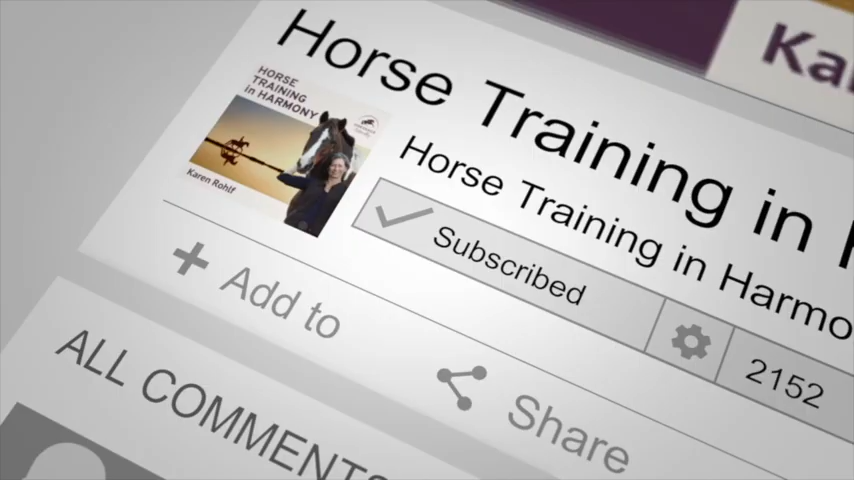 Ka
Horse Training in
HORSE
TRAINING
in HARMONY
Karen Rohlf
Horse Training in Harmo
Subscribed
2152
Add to
Share
ALL COMMENTS